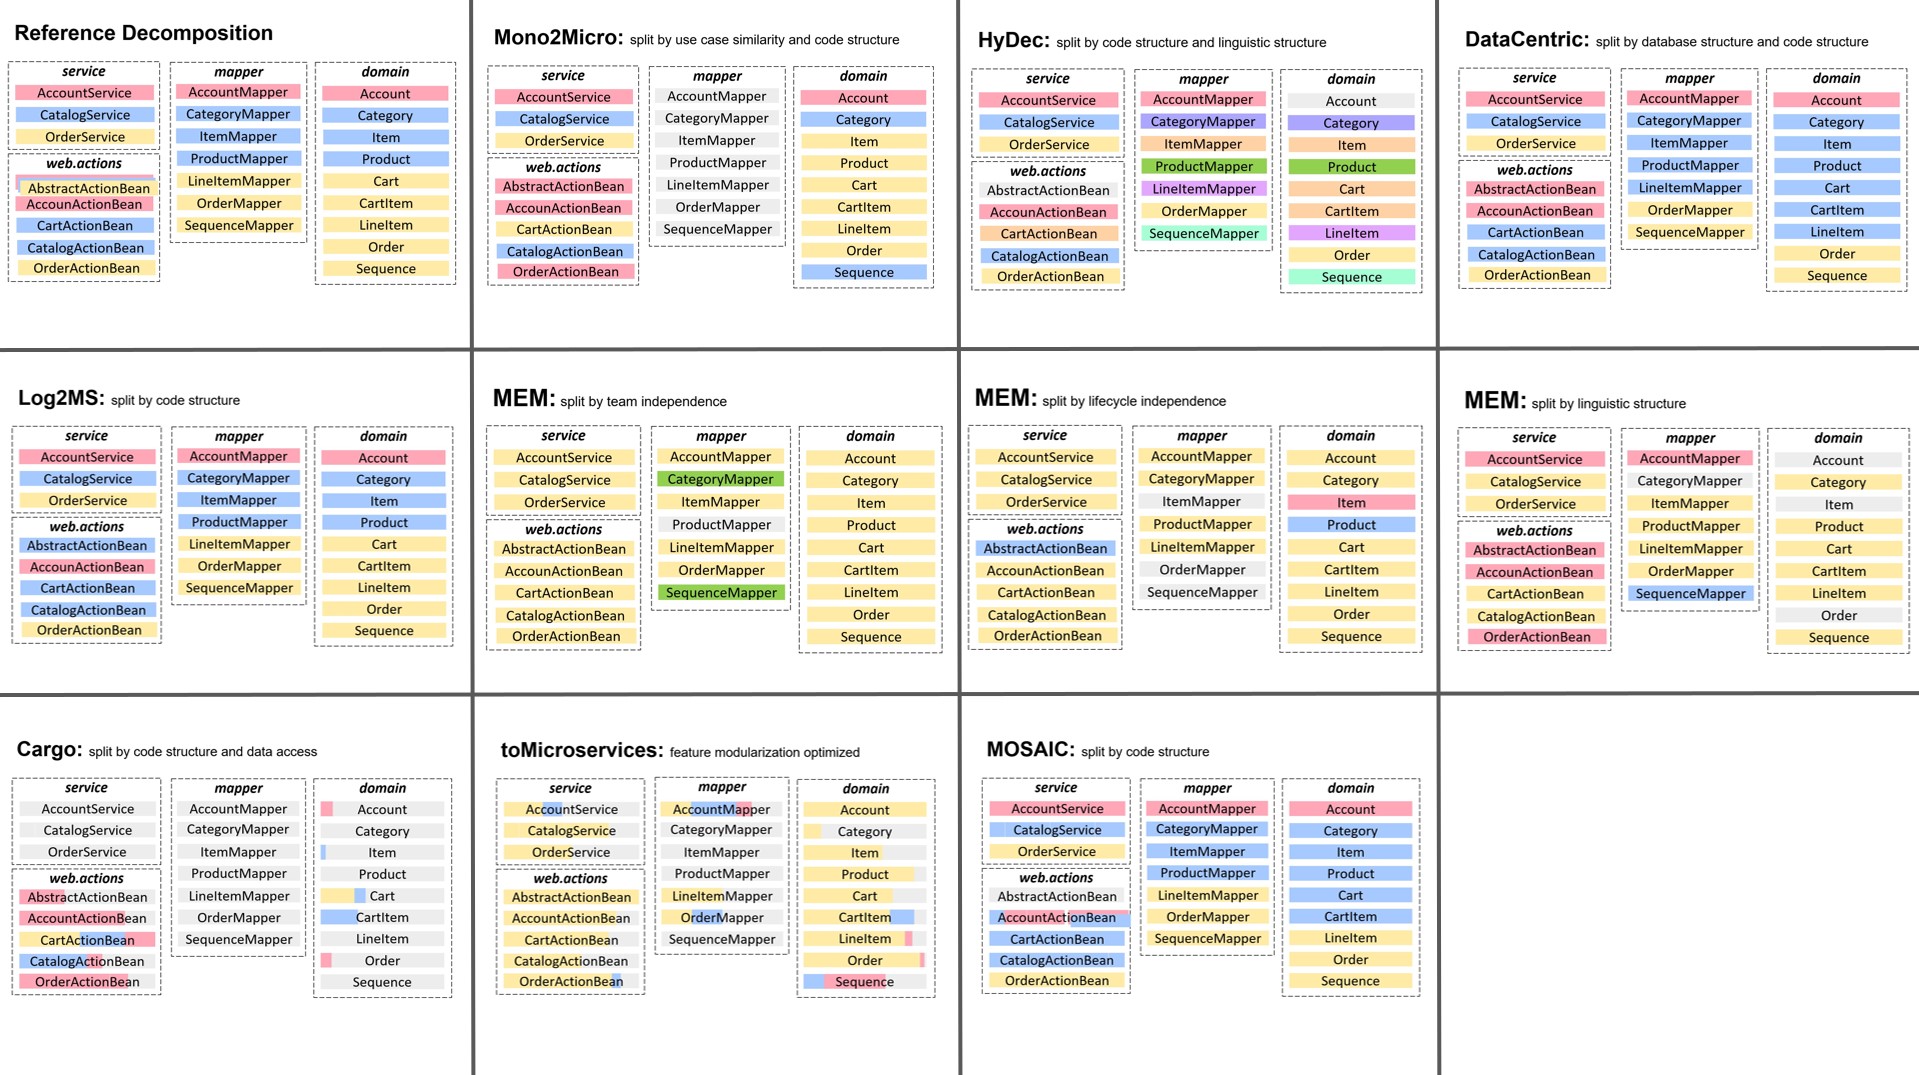 Reference Decomposition
service
AccountService
CatalogService
OrderService
web.actions
AbstractActionBean
AccounActionBean
CartActionBean
CatalogActionBean
OrderActionBean
mapper
AccountMapper
CategoryMapper
ItemMapper
ProductMapper
LineItemMapper
OrderMapper
SequenceMapper
domain
Account
Category
Item
Product
Cart
CartItem
LineItem
Order
Sequence
Mono2Micro: split by use case similarity and code structure
service
AccountService
CatalogService
OrderService
web.actions
AbstractActionBean
AccounActionBean
CartActionBean
CatalogActionBean
OrderActionBean
mapper
AccountMapper
CategoryMapper
ItemMapper
ProductMapper
LineItemMapper
OrderMapper
SequenceMapper
domain
Account
Category
Item
Product
Cart
CartItem
LineItem
Order
Sequence
HyDec: split by code structure and linguistic structure
service
AccountService
CatalogService
OrderService
web.actions
AbstractActionBean
AccounActionBean
CartActionBean
CatalogActionBean
OrderActionBean
mapper
AccountMapper
CategoryMapper
ItemMapper
ProductMapper
LineItemMapper
OrderMapper
SequenceMapper
domain
Account
Category
Item
Product
Cart
CartItem
LineItem
Order
Sequence
DataCentric: split by database structure and code structure
service
AccountService
CatalogService
OrderService
web.actions
AbstractActionBean
AccounActionBean
CartActionBean
CatalogActionBean
OrderActionBean
mapper
AccountMapper
CategoryMapper
ItemMapper
ProductMapper
LineItemMapper
OrderMapper
SequenceMapper
domain
Account
Category
Item
Product
Cart
CartItem
LineItem
Order
Sequence
Log2MS: split by code structure
service
AccountService
CatalogService
OrderService
web.actions
AbstractActionBean
AccounActionBean
CartActionBean
CatalogActionBean
OrderActionBean
mapper
AccountMapper
CategoryMapper
ItemMapper
ProductMapper
LineItemMapper
OrderMapper
SequenceMapper
domain
Account
Category
Item
Product
Cart
CartItem
LineItem
Order
Sequence
MEM: split by team independence
service
AccountService
CatalogService
OrderService
web.actions
AbstractActionBean
AccounActionBean
CartActionBean
CatalogActionBean
OrderActionBean
mapper
AccountMapper
CategoryMapper
ItemMapper
ProductMapper
LineItemMapper
OrderMapper
SequenceMapper
domain
Account
Category
Item
Product
Cart
CartItem
LineItem
Order
Sequence
MEM: split by lifecycle independence
service
AccountService
CatalogService
OrderService
web.actions
AbstractActionBean
AccounActionBean
CartActionBean
CatalogActionBean
OrderActionBean
mapper
AccountMapper
CategoryMapper
ItemMapper
ProductMapper
LineItemMapper
OrderMapper
SequenceMapper
domain
Account
Category
Item
Product
Cart
CartItem
LineItem
Order
Sequence
MEM: split by linguistic structure
service
AccountService
CatalogService
OrderService
web.actions
AbstractActionBean
AccounActionBean
CartActionBean
CatalogActionBean
OrderActionBean
mapper
AccountMapper
CategoryMapper
ItemMapper
ProductMapper
LineItemMapper
OrderMapper
SequenceMapper
domain
Account
Category
Item
Product
Cart
CartItem
LineItem
Order
Sequence
Cargo: split by code structure and data access
service
AccountService
CatalogService
OrderService
web.actions
AbstractActionBean
AccountActionBean
CartActionBean
CatalogActionBean
OrderActionBean
mapper
AccountMapper
CategoryMapper
ItemMapper
ProductMapper
LineItemMapper
OrderMapper
SequenceMapper
domain
Account
Category
Item
Product
Cart
CartItem
LineItem
Order
Sequence
toMicroservices: feature modularization optimized
service
AccountService
CatalogService
OrderService
web.actions
AbstractActionBean
AccountActionBean
CartActionBean
CatalogActionBean
OrderActionBean
mapper
AccountMapper
CategoryMapper
ItemMapper
ProductMapper
LineItemMapper
OrderMapper
SequenceMapper
domain
Account
Category
Item
Product
Cart
CartItem
LineItem
Order
Sequence
MOSAIC: split by code structure
service
AccountService
CatalogService
OrderService
web.actions
AbstractActionBean
AccountActionBean
CartActionBean
CatalogActionBean
OrderActionBean
mapper
AccountMapper
CategoryMapper
ItemMapper
ProductMapper
LineItemMapper
OrderMapper
SequenceMapper
domain
Account
Category
Item
Product
Cart
CartItem
LineItem
Order
Sequence